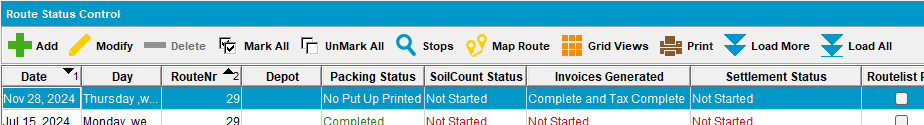 Route Status Control
Add Modify Delete Mark All UnMark All Stops Map Route Grid Views Print Load More Load All
Date 1 Day RouteNr 2 Depot Packing Status SoilCount Status Invoices Generated Settlement Status Routelist
Nov 28, 2024 Thursday ,w... 29 No Put Up Printed Not Started Complete and Tax Complete Not Started
Jul 15, 2024 Monday, we 29 Completed Not Started Not Started Not Started